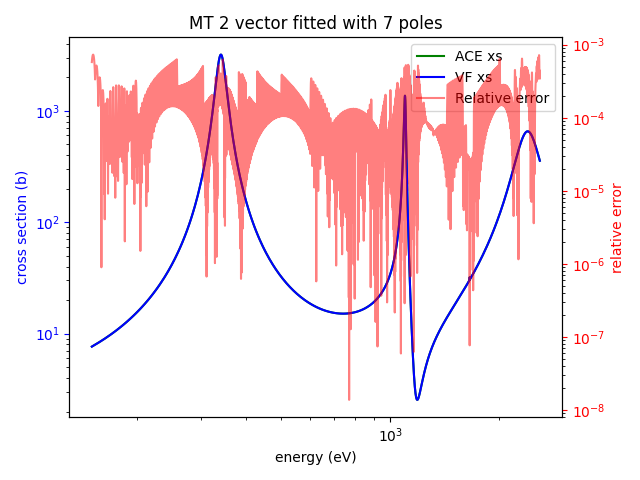 MT 2 vector fitted with 7 poles
ACE xs
VF xs
Relative error
cross section (b)
10³
10²
10¹
10⁻³
10⁻⁴
10⁻⁵
10⁻⁶
10⁻⁷
10⁻⁸
relative error
10³
energy (eV)